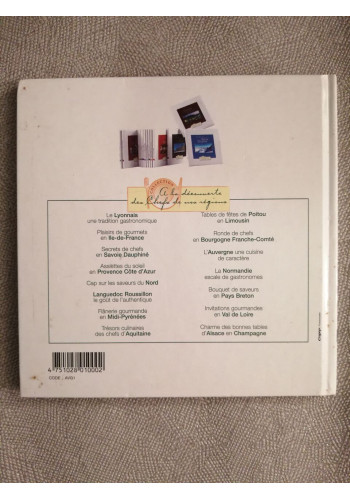 COLLECTION
A la découverte
des Chefs de nos régions
Le Lyonnais
une tradition gastronomique
Plaisirs de gourmets
en Ile-de-France
Secrets de chefs
en Savoie Dauphiné
Assiettes du soleil
en Provence Côte d'Azur
Cap sur les saveurs du Nord
Languedoc Roussillon
le goût de l'authentique
Flânerie gourmande
en Midi-Pyrénées
Trésors culinaires
des chefs d'Aquitaine
Tables de fêtes de Poitou
en Limousin
Ronde de chefs
en Bourgogne Franche-Comté
L'Auvergne une cuisine
de caractère
La Normandie
escale de gastronomes
Bouquet de saveurs
en Pays Breton
Invitations gourmandes
en Val de Loire
Charme des bonnes tables
d'Alsace en Champagne
4 751028 010002